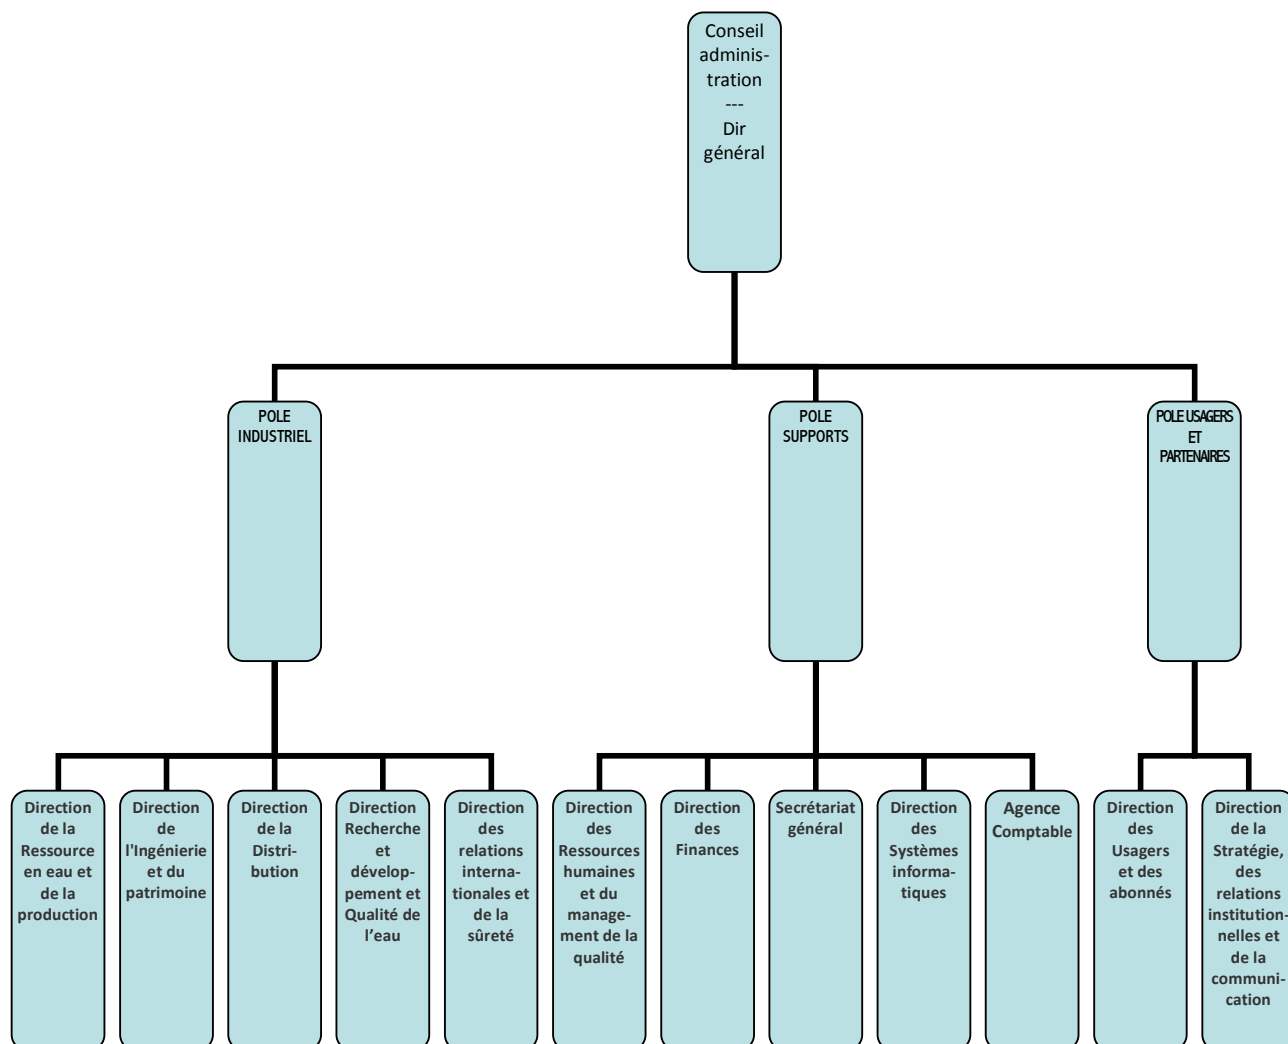 Conseil
adminis-
tration
---
Dir
général
POLE
INDUSTRIEL
POLE
SUPPORTS
POLE USAGERS
ET
PARTENAIRES
Direction
de la
Ressource
en eau et
de la
production
Direction
de
l'Ingénierie
et du
patrimoine
Direction
de la
Distri-
bution
Direction
Recherche
et
dévelop-
pement et
Qualité de
l’eau
Direction
des
relations
interna-
tionales et
de la
sûreté
Direction
des
Ressources
humaines
et du
manage-
ment de la
qualité
Direction
des
Finances
Secrétariat
général
Direction
des
Systèmes
informa-
tiques
Agence
Comptable
Direction
des
Usagers
et des
abonnés
Direction
de la
Stratégie,
des
relations
institution-
nelles et
de la
communi-
cation